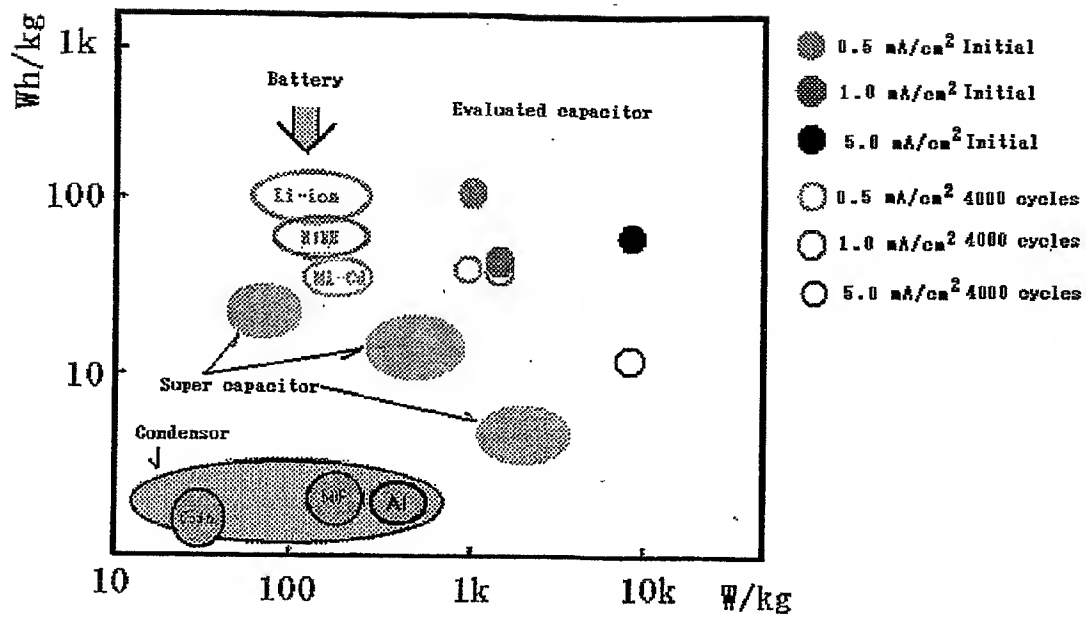 Wh/kg
1k
100
10
10
100
1k
10k
W/kg
Battery
Evaluated capacitor
Li-ion
Super capacitor
Condensor
Al
0.5 mA/cm² Initial
1.0 mA/cm² Initial
5.0 mA/cm² Initial
0.5 mA/cm² 4000 cycles
1.0 mA/cm² 4000 cycles
5.0 mA/cm² 4000 cycles